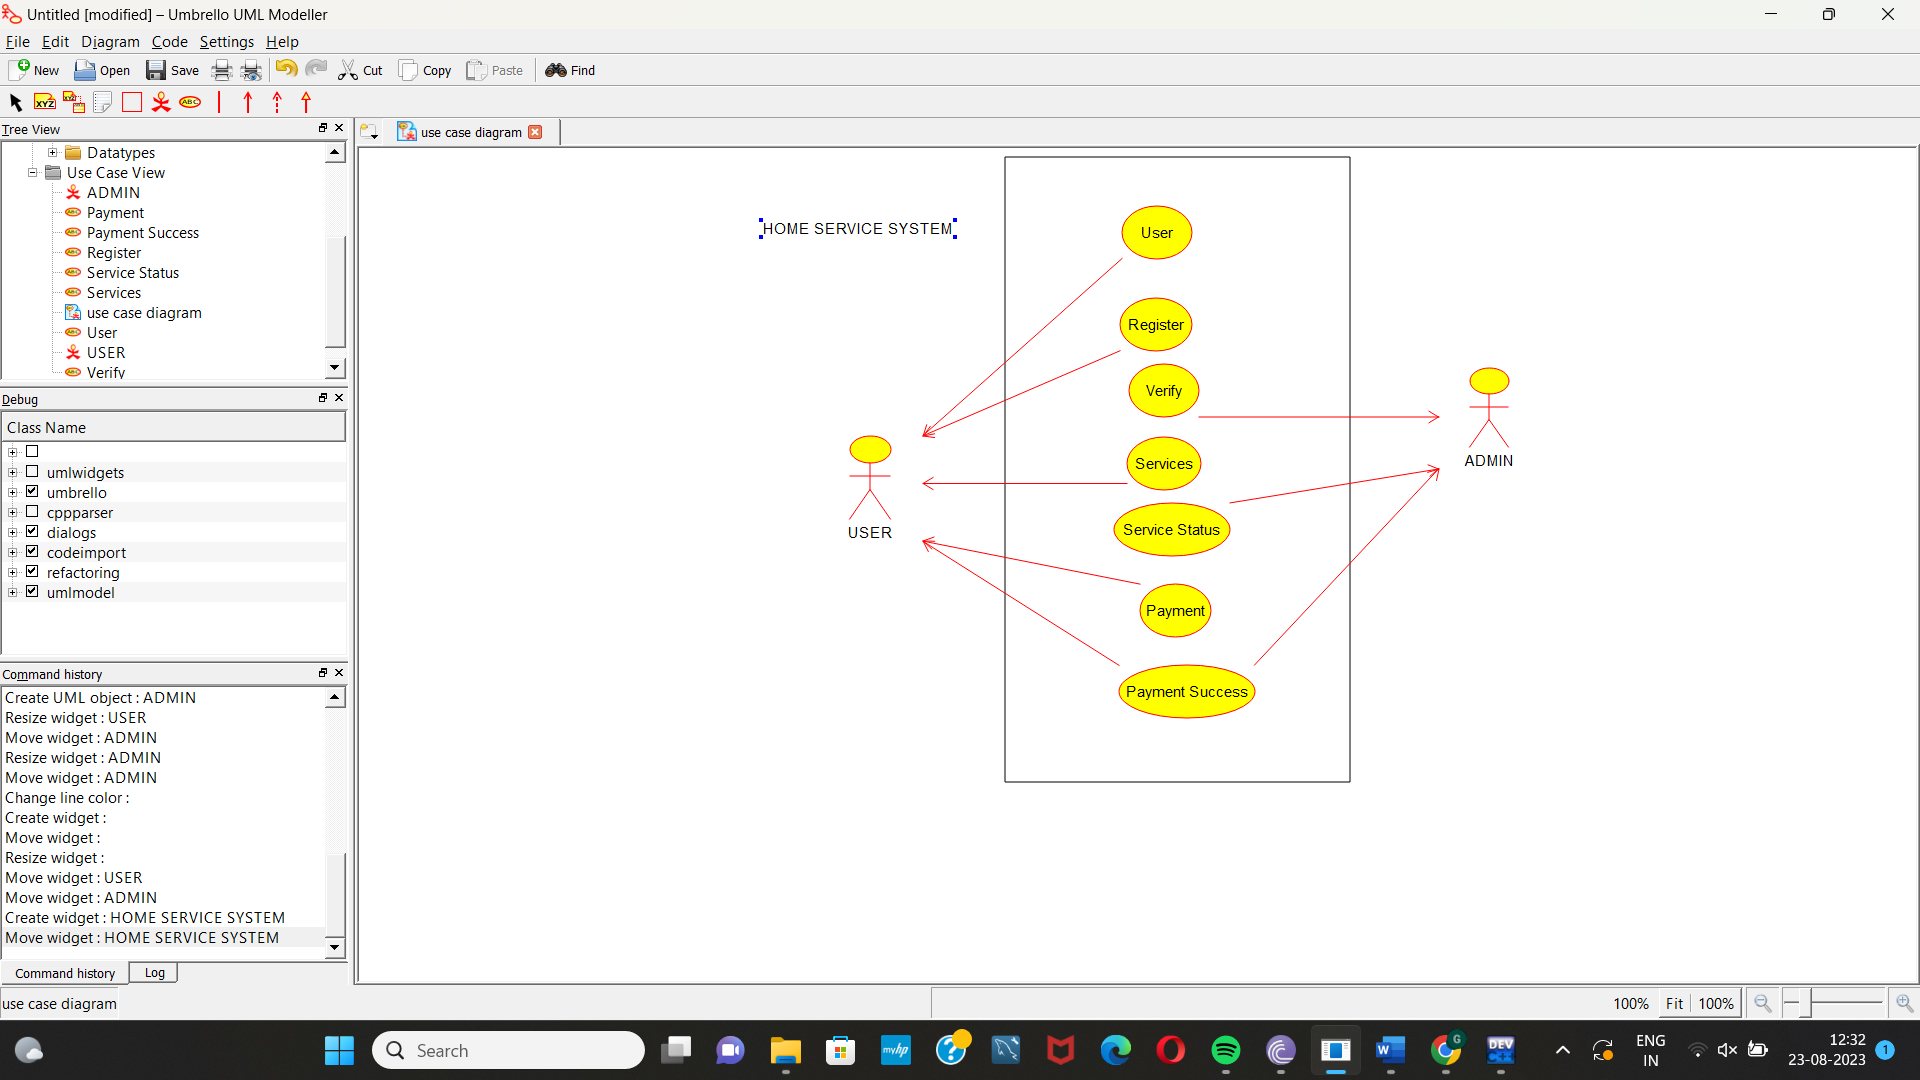 Untitled [modified] – Umbrello UML Modeller
File Edit Diagram Code Settings Help
New Open Save Cut Copy Paste Find
XYZ XYZ ABC
Tree View
use case diagram
Datatypes
Use Case View
ADMIN
Payment
Payment Success
Register
Service Status
Services
use case diagram
User
USER
Verify
Debug
Class Name
umlwidgets
umbrello
cppparser
dialogs
codeimport
refactoring
umlmodel
Command history
Create UML object : ADMIN
Resize widget : USER
Move widget : ADMIN
Resize widget : ADMIN
Move widget : ADMIN
Change line color :
Create widget :
Move widget :
Resize widget :
Move widget : USER
Move widget : ADMIN
Create widget : HOME SERVICE SYSTEM
Move widget : HOME SERVICE SYSTEM
Command history Log
HOME SERVICE SYSTEM
User
Register
Verify
Services
Service Status
Payment
Payment Success
USER
ADMIN
use case diagram
100% Fit 100%
Search
myhp
W
G
DEV
C++
ENG
IN
12:32
23-08-2023
1